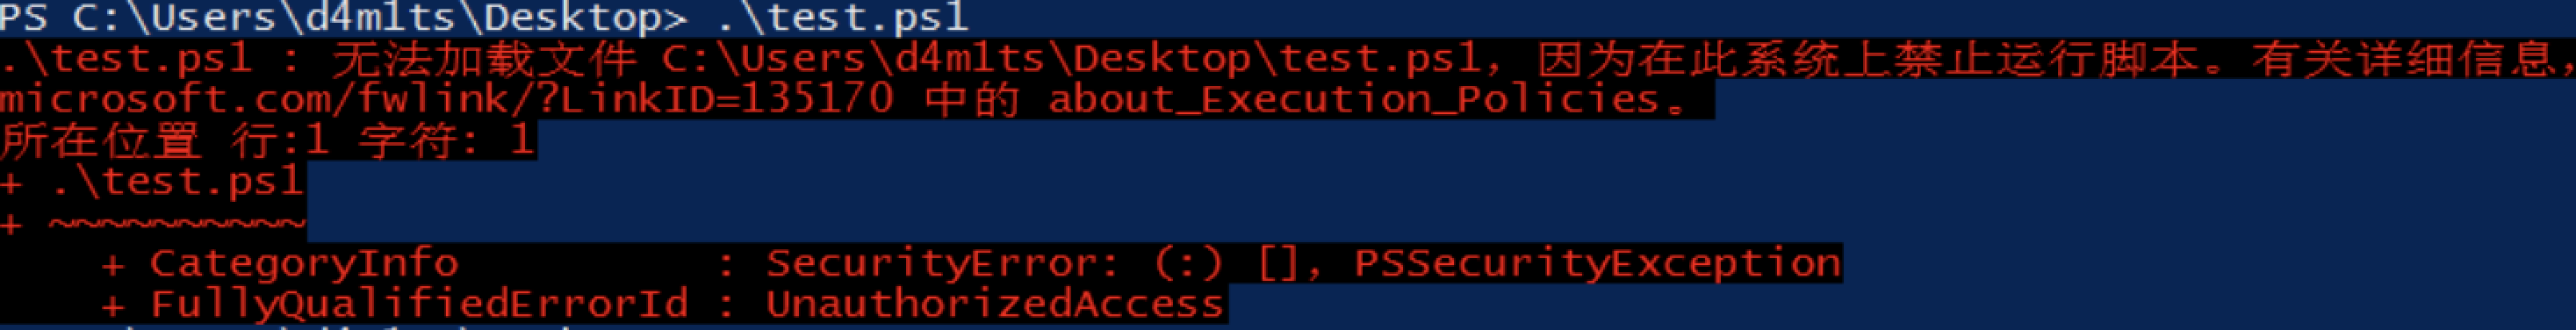 PS C:\Users\d4m1ts\Desktop> .\test.ps1
.\test.ps1 : 无法加载文件 C:\Users\d4m1ts\Desktop\test.ps1，因为在此系统上禁止运行脚本。有关详细信息，
microsoft.com/fwlink/?LinkID=135170 中的 about_Execution_Policies。
所在位置 行:1 字符: 1
+ .\test.ps1
+ ~~~~~~~~~~
    + CategoryInfo          : SecurityError: (:) [], PSSecurityException
    + FullyQualifiedErrorId : UnauthorizedAccess